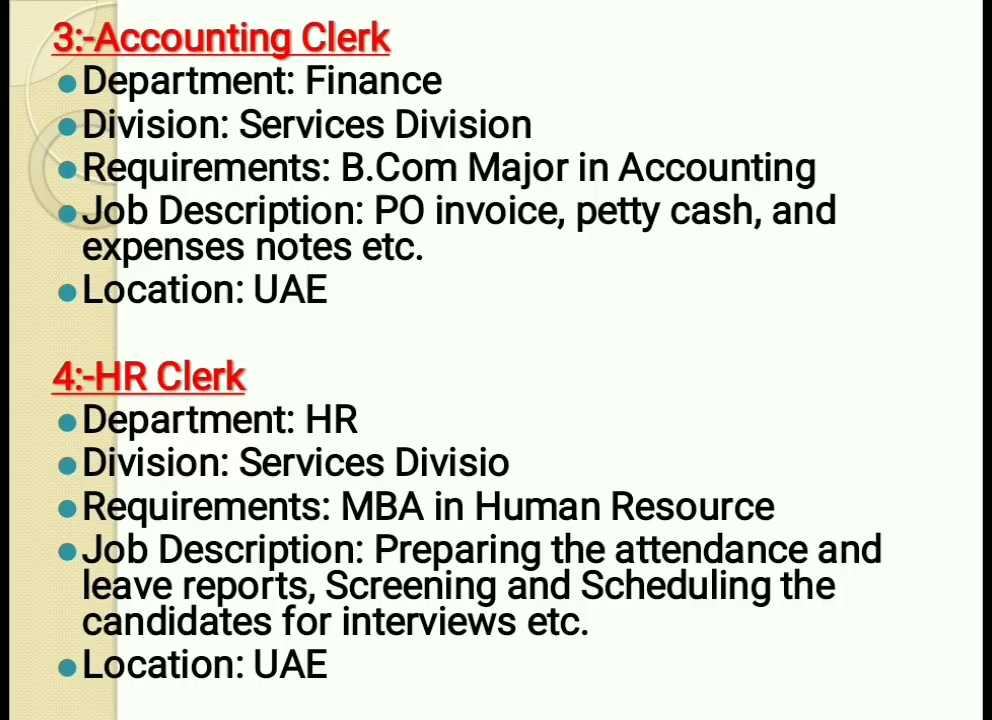 3:-Accounting Clerk
Department: Finance
Division: Services Division
Requirements: B.Com Major in Accounting
Job Description: PO invoice, petty cash, and
expenses notes etc.
Location: UAE
4:-HR Clerk
Department: HR
Division: Services Divisio
Requirements: MBA in Human Resource
Job Description: Preparing the attendance and
leave reports, Screening and Scheduling the
candidates for interviews etc.
Location: UAE